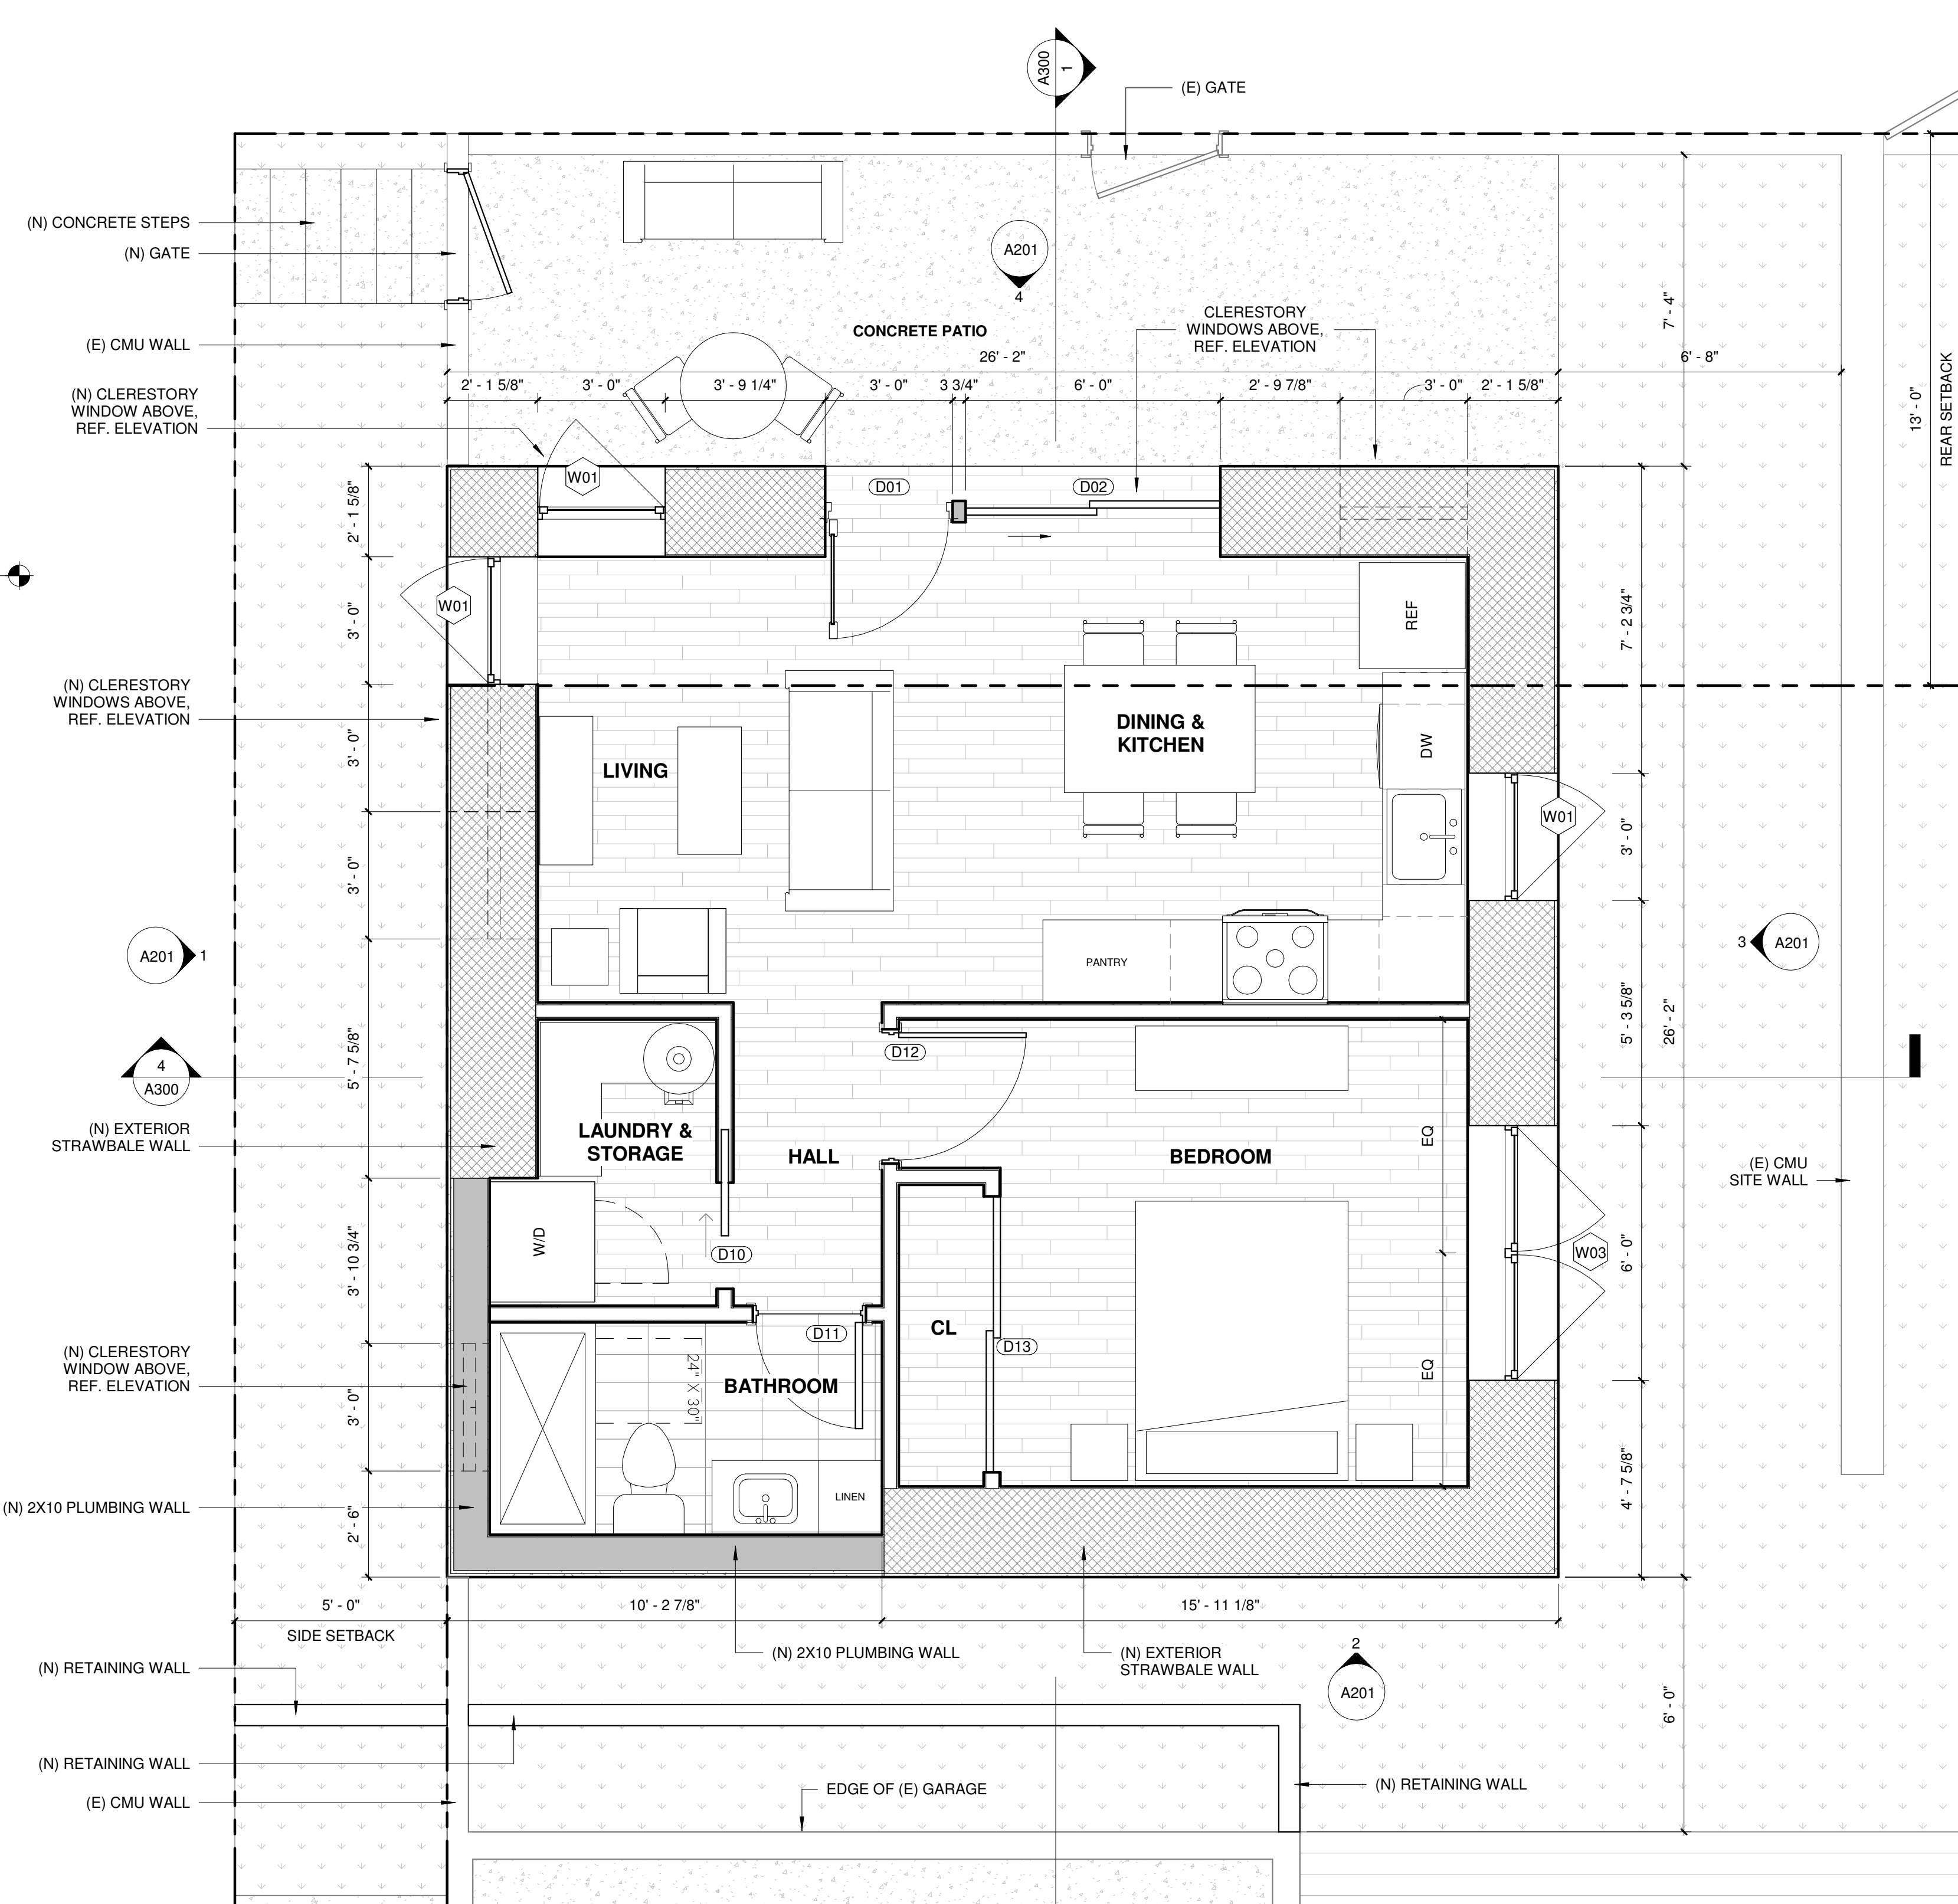 A300
1
(E) GATE
(N) CONCRETE STEPS
(N) GATE
A201
4
CLERESTORY
WINDOWS ABOVE,
REF. ELEVATION
CONCRETE PATIO
(E) CMU WALL
26' - 2"
7' - 4"
6' - 8"
13' - 0"
REAR SETBACK
2' - 1 5/8"
3' - 0"
3' - 9 1/4"
3' - 0"
3 3/4"
6' - 0"
2' - 9 7/8"
3' - 0"
2' - 1 5/8"
(N) CLERESTORY
WINDOW ABOVE,
REF. ELEVATION
W01
D01
D02
2' - 1 5/8"
W01
3' - 0"
REF
7' - 2 3/4"
(N) CLERESTORY
WINDOWS ABOVE,
REF. ELEVATION
3' - 0"
LIVING
DINING &
KITCHEN
DW
W01
3' - 0"
3' - 0"
A201
1
PANTRY
3
A201
5' - 3 5/8"
26' - 2"
4
A300
5' - 7 5/8"
D12
(N) EXTERIOR
STRAWBALE WALL
LAUNDRY &
STORAGE
HALL
BEDROOM
EQ
(E) CMU
SITE WALL
3' - 10 3/4"
W/D
D10
W03
6' - 0"
(N) CLERESTORY
WINDOW ABOVE,
REF. ELEVATION
3' - 0"
24" X 30"
D11
BATHROOM
CL
D13
EQ
4' - 7 5/8"
(N) 2X10 PLUMBING WALL
2' - 6"
LINEN
5' - 0"
SIDE SETBACK
10' - 2 7/8"
15' - 11 1/8"
(N) 2X10 PLUMBING WALL
(N) EXTERIOR
STRAWBALE WALL
2
A201
6' - 0"
(N) RETAINING WALL
(N) RETAINING WALL
(E) CMU WALL
EDGE OF (E) GARAGE
(N) RETAINING WALL